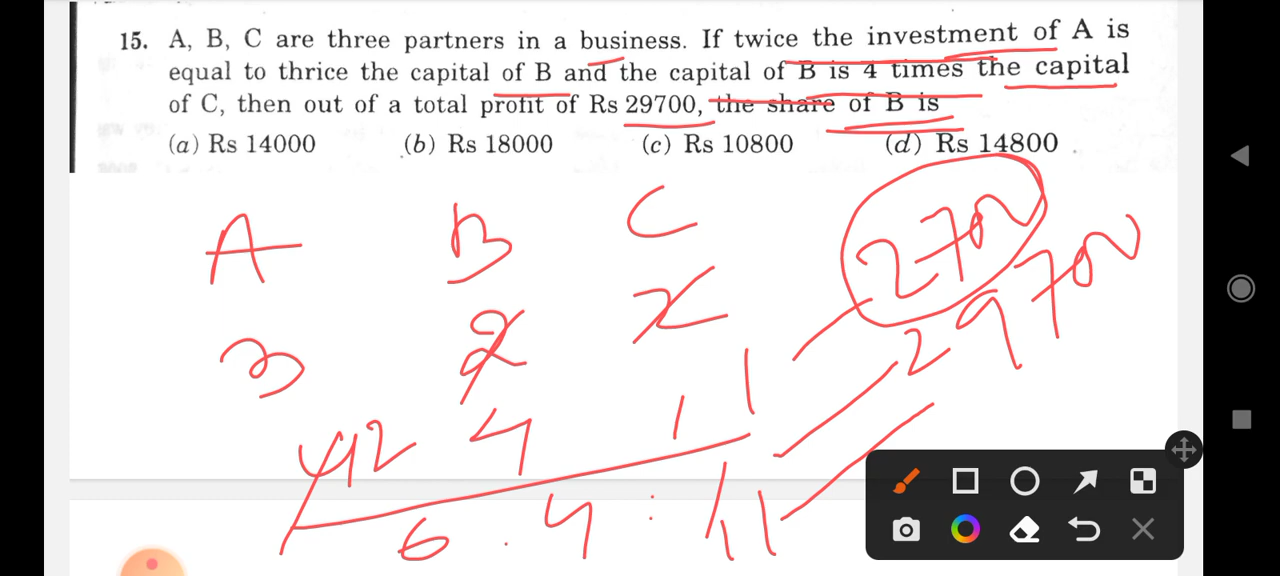 15. A, B, C are three partners in a business. If twice the investment of A is
equal to thrice the capital of B and the capital of B is 4 times the capital
of C, then out of a total profit of Rs 29700, the share of B is
(a) Rs 14000 (b) Rs 18000 (c) Rs 10800 (d) Rs 14800
A B C
2700
29700
3 2
2 4 1 1
6 : 4 : 1
11